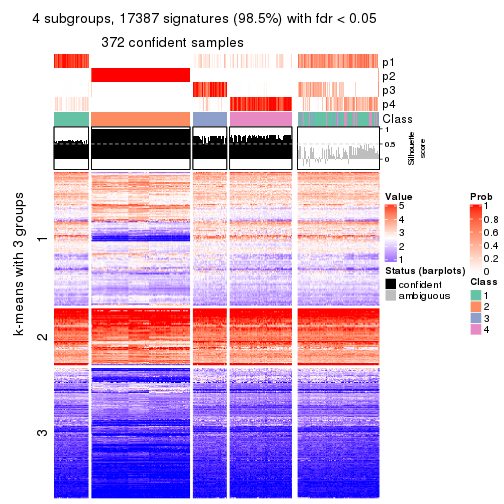 4 subgroups, 17387 signatures (98.5%) with fdr < 0.05
372 confident samples
p1
p2
p3
p4
Class
1
0.5
0
Silhouette
score
k-means with 3 groups
1
2
3
Value
5
4
3
2
1
Status (barplots)
confident
ambiguous
Prob
1
0.8
0.6
0.4
0.2
0
Class
1
2
3
4